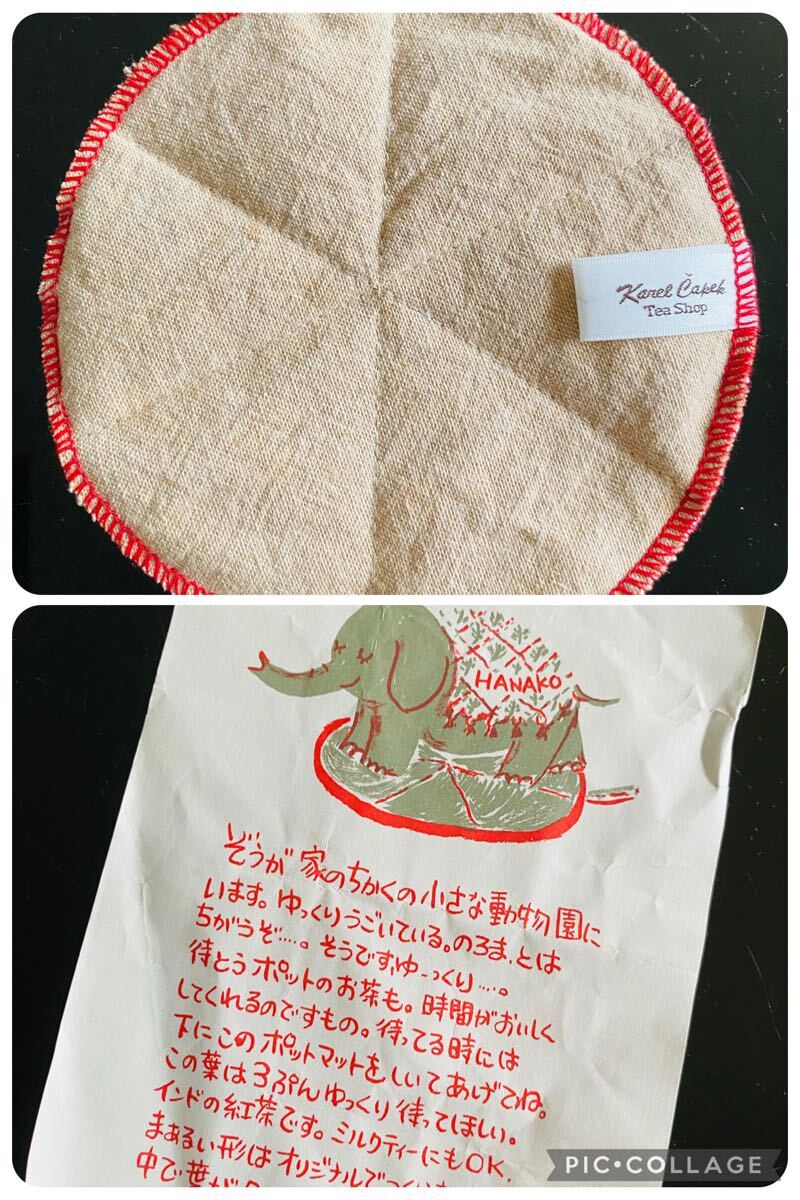 Karel Čapek
Tea Shop
HANAKO
ぞうが家のちかくの小さな動物園に
います。ゆっくりうごいている。のろま、とは
ちがうぞ……。そうです、ゆっくり……。
待とうポットのお茶も。時間がおいしく
してくれるのですもの。待ってる時には
下にこのポットマットをしいてあげてね。
この葉は3ぷんゆっくり待ってほしい。
インドの紅茶です。ミルクティーにもOK.
まあるい形はオリジナルでつくい
中で葉が
PIC•COLLAGE